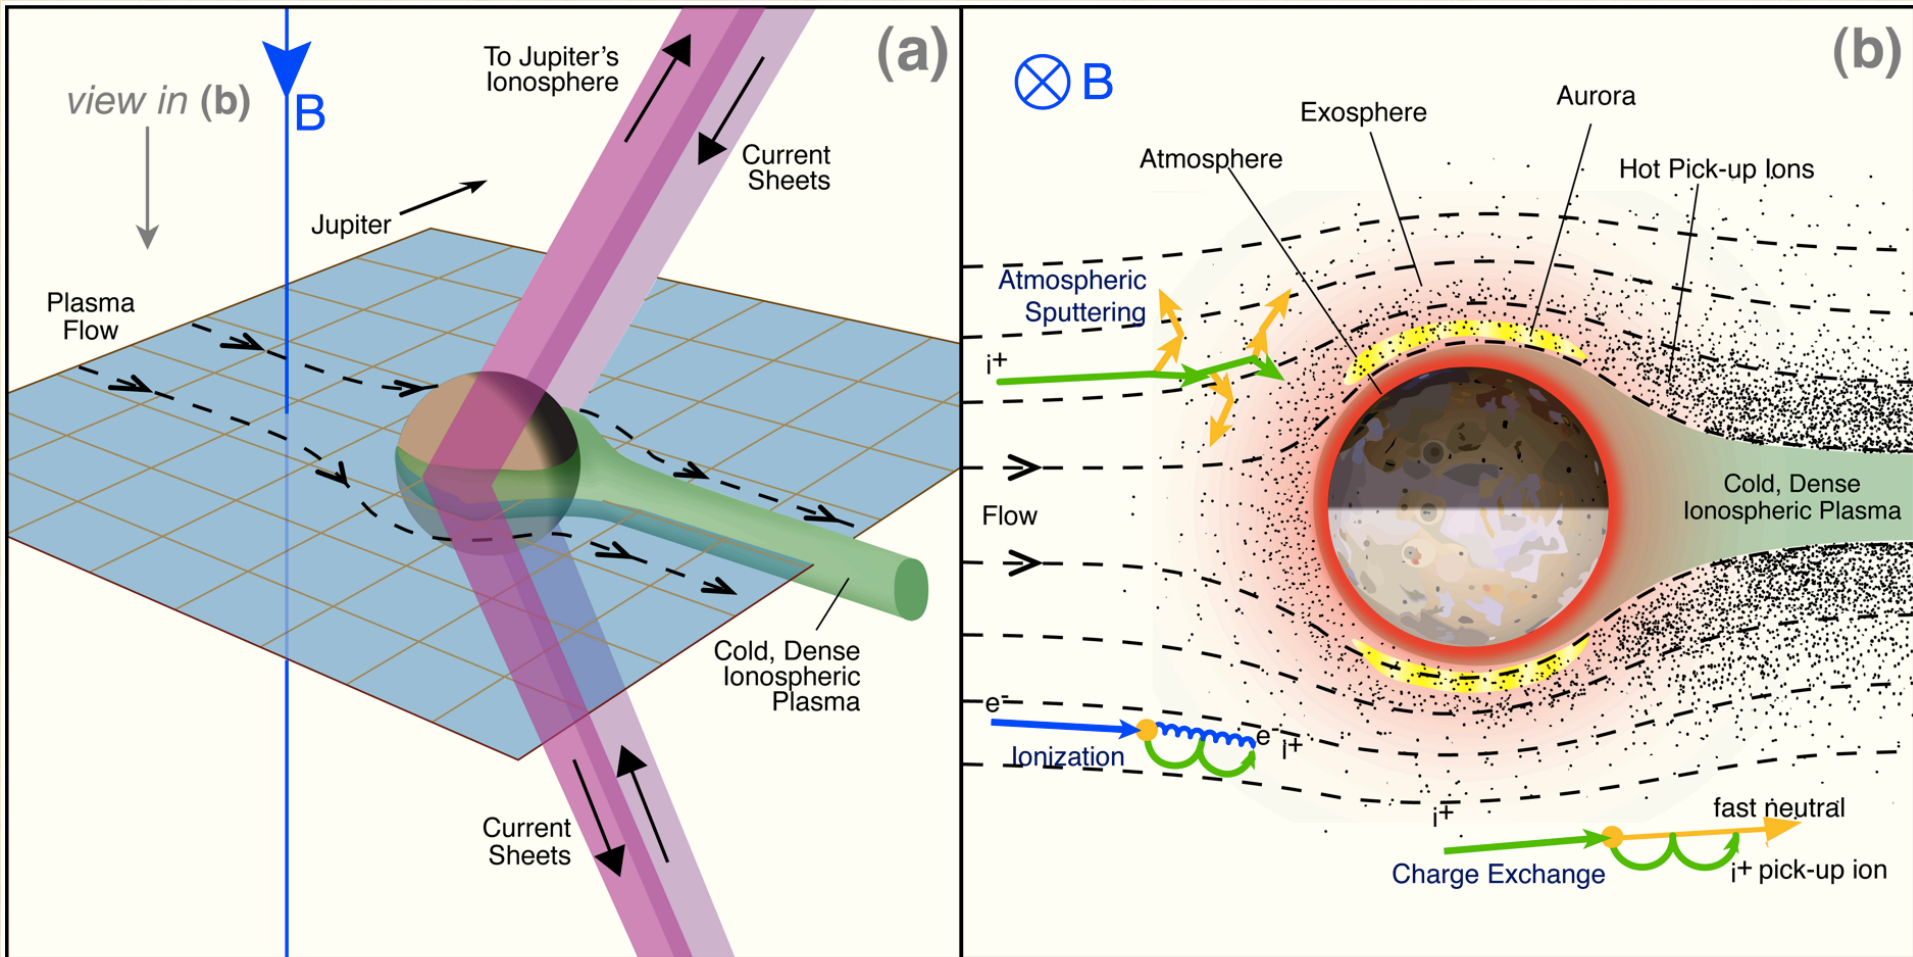 (a)
To Jupiter's
Ionosphere
view in (b)
B
Current
Sheets
Jupiter
Plasma
Flow
Cold, Dense
Ionospheric
Plasma
Current
Sheets
(b)
B
Aurora
Exosphere
Atmosphere
Hot Pick-up Ions
Atmospheric
Sputtering
i+
Cold, Dense
Ionospheric Plasma
Flow
e-
e-
i+
Ionization
i+
fast neutral
Charge Exchange
i+ pick-up ion